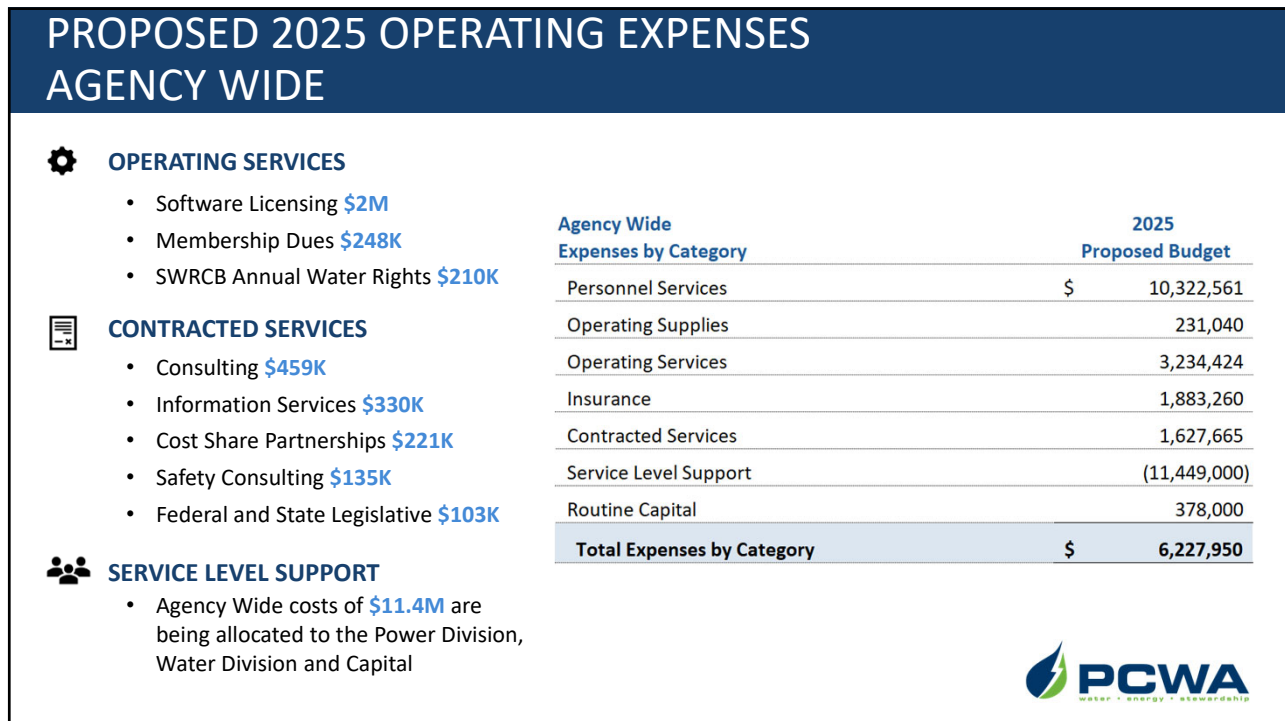 PROPOSED 2025 OPERATING EXPENSES
AGENCY WIDE
OPERATING SERVICES
• Software Licensing $2M
• Membership Dues $248K
• SWRCB Annual Water Rights $210K
CONTRACTED SERVICES
• Consulting $459K
• Information Services $330K
• Cost Share Partnerships $221K
• Safety Consulting $135K
• Federal and State Legislative $103K
SERVICE LEVEL SUPPORT
• Agency Wide costs of $11.4M are
being allocated to the Power Division,
Water Division and Capital
Agency Wide 2025
Expenses by Category Proposed Budget
Personnel Services $ 10,322,561
Operating Supplies 231,040
Operating Services 3,234,424
Insurance 1,883,260
Contracted Services 1,627,665
Service Level Support (11,449,000)
Routine Capital 378,000
Total Expenses by Category $ 6,227,950
PCWA
water • energy • stewardship